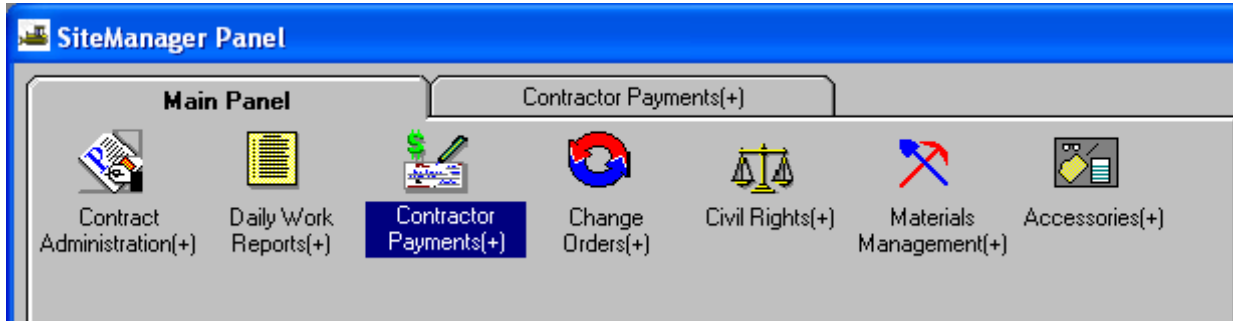 SiteManager Panel
Main Panel
Contractor Payments(+)
Contract
Administration(+)
Daily Work
Reports(+)
Contractor
Payments(+)
Change
Orders(+)
Civil Rights(+)
Materials
Management(+)
Accessories(+)